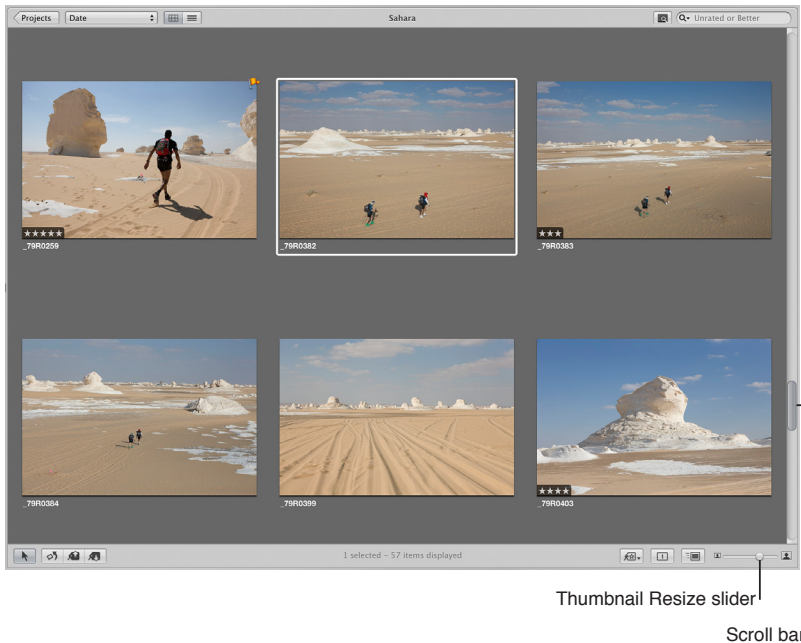 Projects Date Sahara Unrated or Better
_79R0259 _79R0382 _79R0383
_79R0384 _79R0399 _79R0403
1 selected – 57 items displayed
Thumbnail Resize slider
Scroll bar